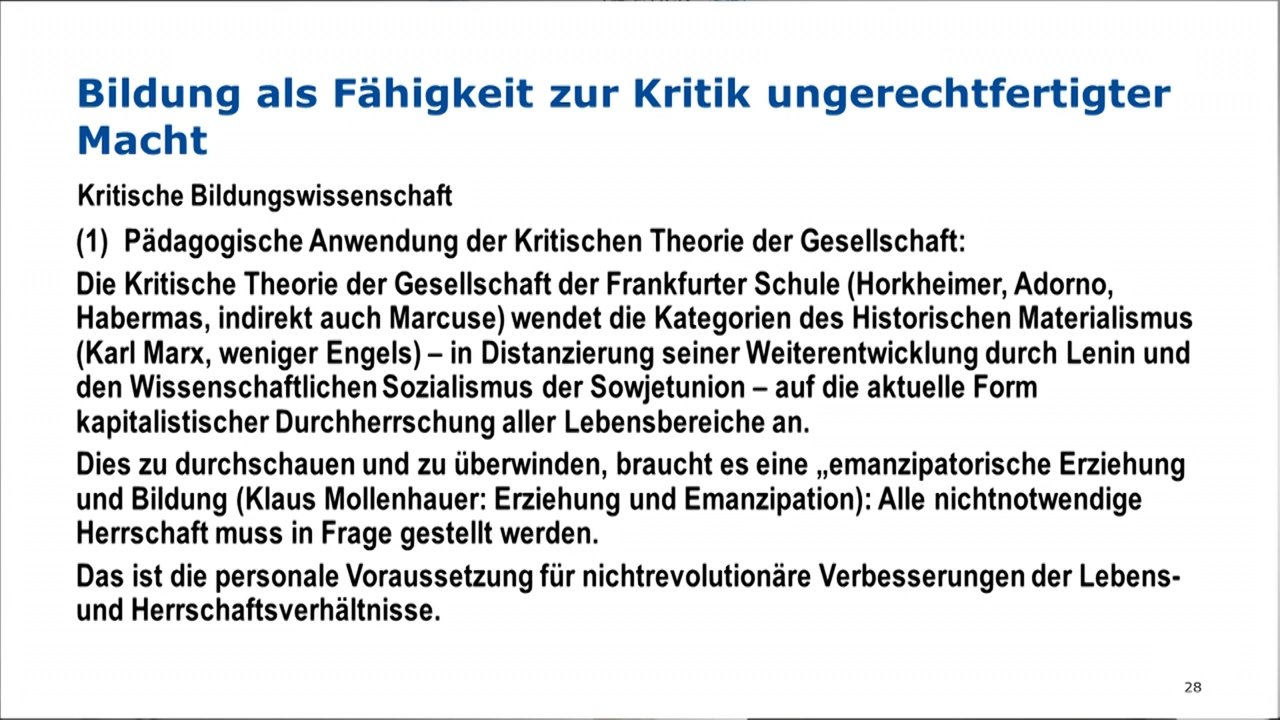 Bildung als Fähigkeit zur Kritik ungerechtfertigter
Macht
Kritische Bildungswissenschaft
(1) Pädagogische Anwendung der Kritischen Theorie der Gesellschaft:
Die Kritische Theorie der Gesellschaft der Frankfurter Schule (Horkheimer, Adorno,
Habermas, indirekt auch Marcuse) wendet die Kategorien des Historischen Materialismus
(Karl Marx, weniger Engels) – in Distanzierung seiner Weiterentwicklung durch Lenin und
den Wissenschaftlichen Sozialismus der Sowjetunion – auf die aktuelle Form
kapitalistischer Durchherrschung aller Lebensbereiche an.
Dies zu durchschauen und zu überwinden, braucht es eine „emanzipatorische Erziehung
und Bildung (Klaus Mollenhauer: Erziehung und Emanzipation): Alle nichtnotwendige
Herrschaft muss in Frage gestellt werden.
Das ist die personale Voraussetzung für nichtrevolutionäre Verbesserungen der Lebens-
und Herrschaftsverhältnisse.
28